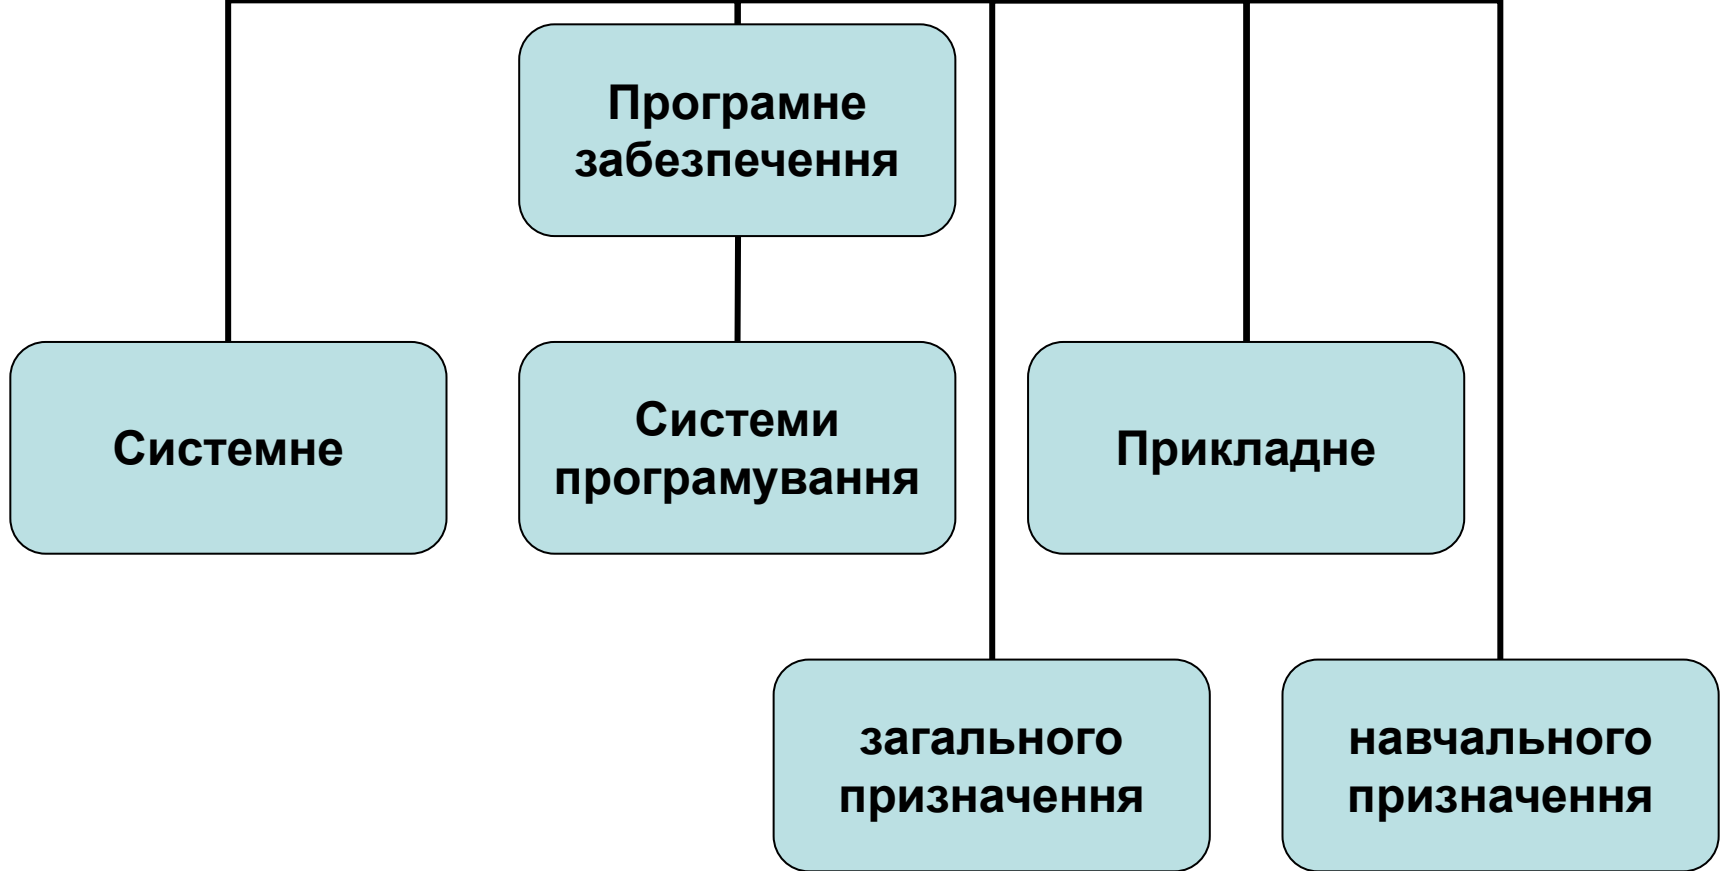 Програмне
забезпечення
Системне
Системи
програмування
Прикладне
загального
призначення
навчального
призначення